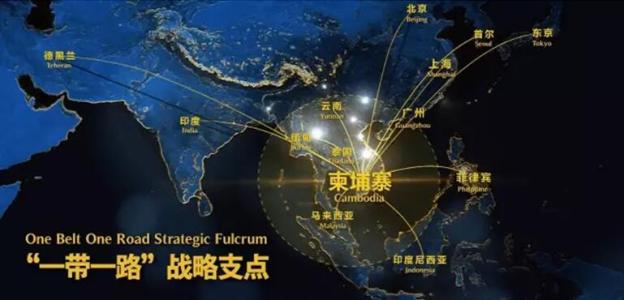 北京
Beijing
首尔
Seoul
东京
Tokyo
德黑兰
Teheran
上海
Shanghai
云南
Yunnan
广州
Guangzhou
印度
India
缅甸
泰国
Thailand
柬埔寨
Cambodia
菲律宾
Philippine
马来西亚
Malaysia
One Belt One Road Strategic Fulcrum
“一带一路”战略支点
印度尼西亚
Indonesia